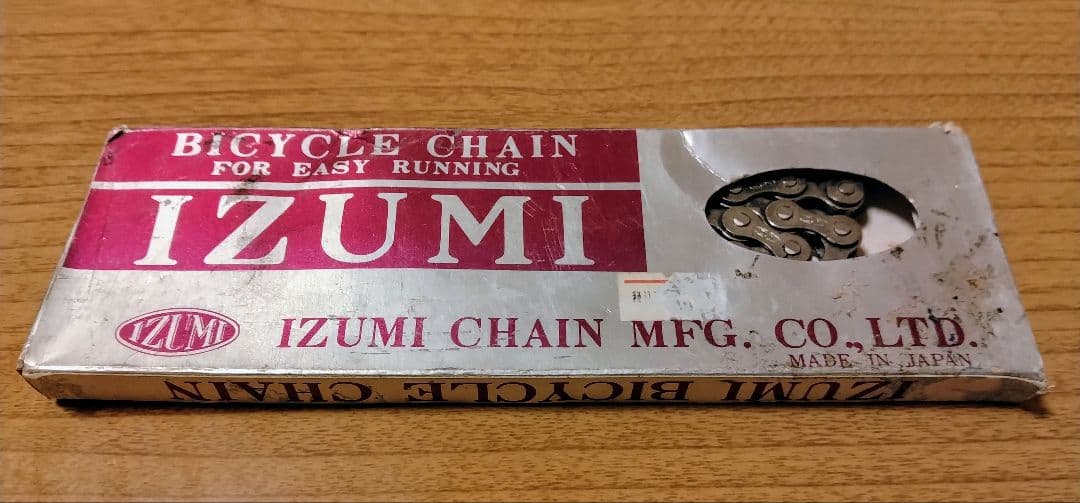 BICYCLE CHAIN
FOR EASY RUNNING
IZUMI
IZUMI
IZUMI CHAIN MFG. CO., LTD.
MADE IN JAPAN
IZUMI BICYCLE CHAIN